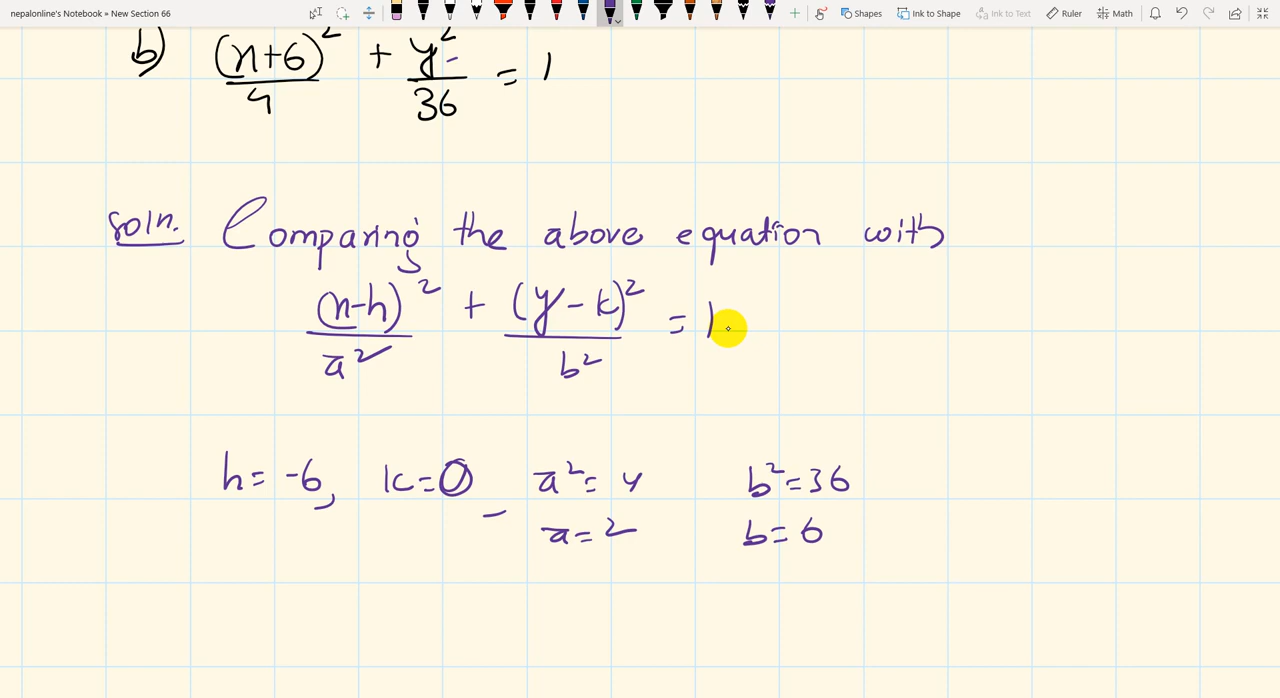 nepalonline's Notebook » New Section 66
Shapes Ink to Shape Ink to Text Ruler Math
b) (x+6)² / 4 + y² / 36 = 1
Soln. Comparing the above equation with
(x-h)² / a² + (y-k)² / b² = 1
h= -6, k=0, a²= 4 b²=36
a=2 b=6